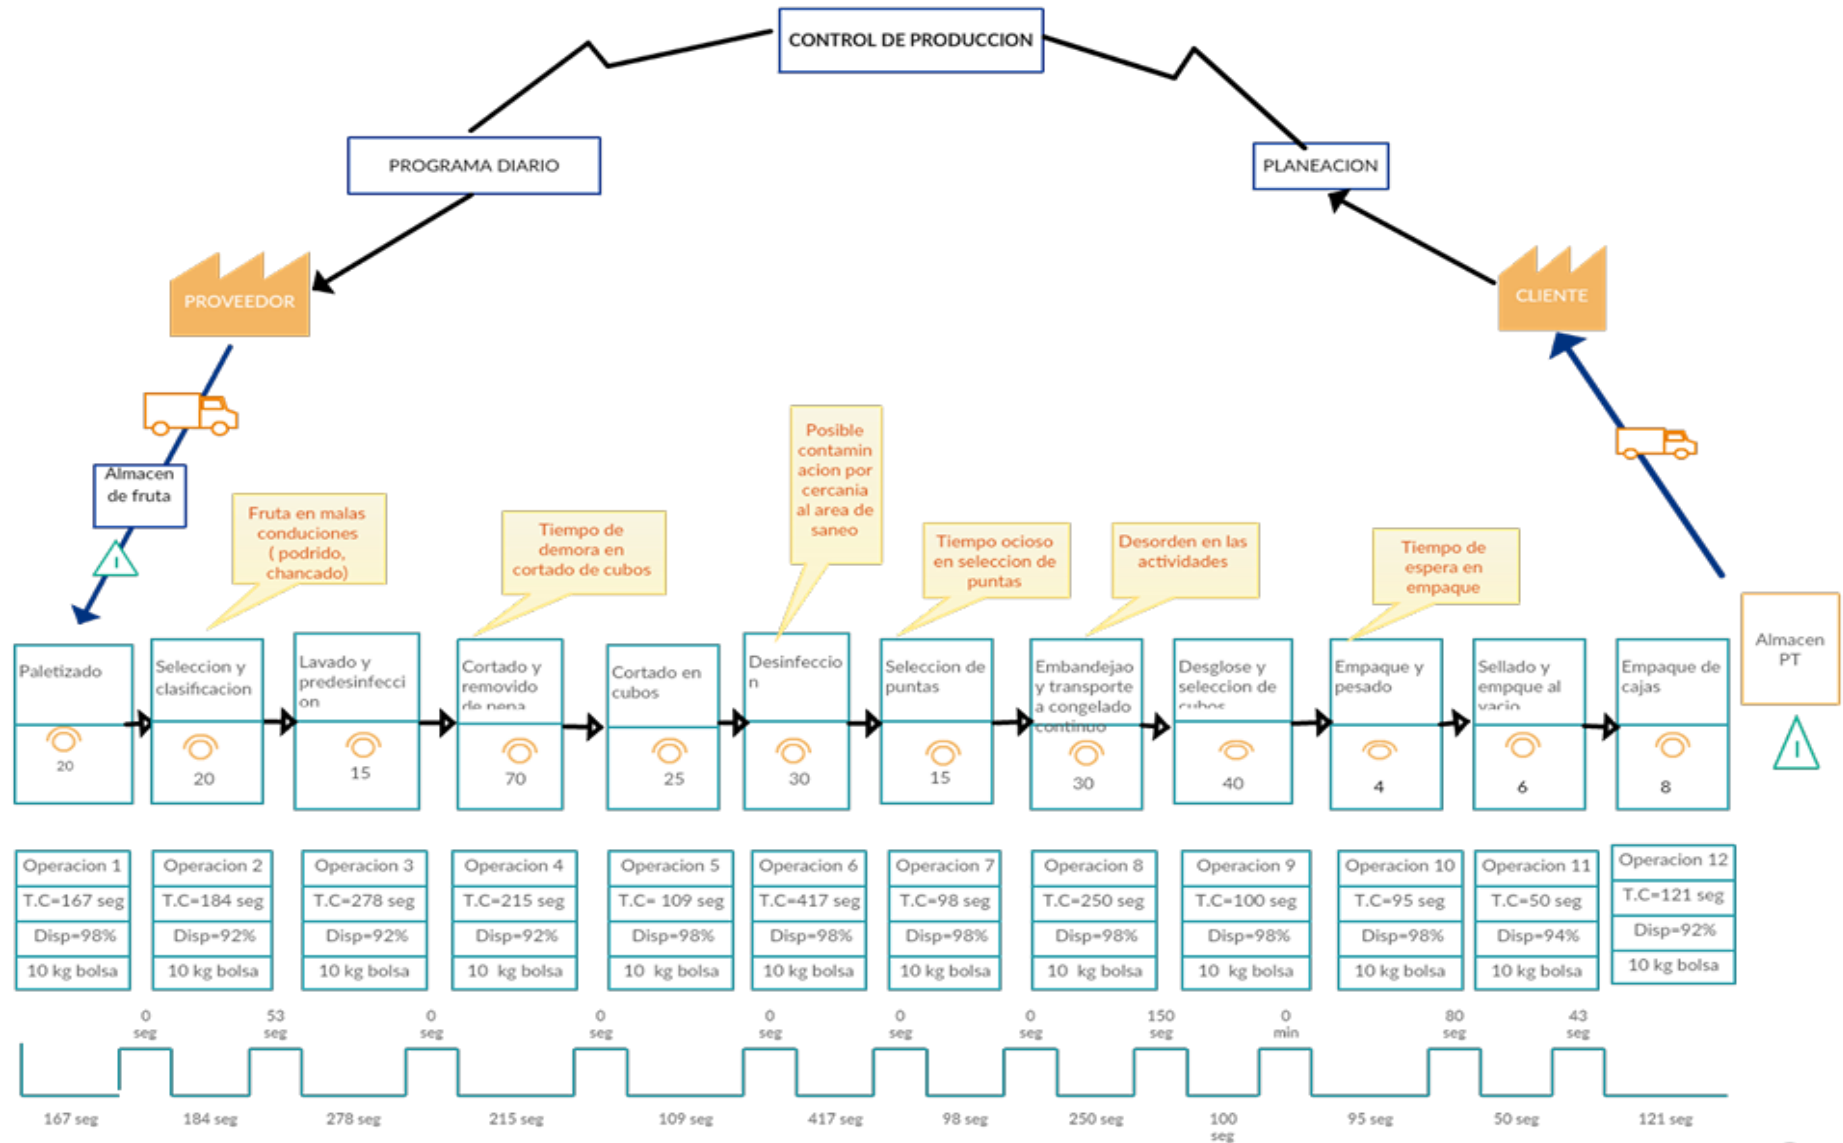 CONTROL DE PRODUCCION
PROGRAMA DIARIO
PLANEACION
PROVEEDOR
CLIENTE
Almacen
de fruta
I
Fruta en malas
conduciones
( podrido,
chancado)
Tiempo de
demora en
cortado de cubos
Posible
contamin
acion por
cercania
al area de
saneo
Tiempo ocioso
en seleccion de
puntas
Desorden en las
actividades
Tiempo de
espera en
empaque
Paletizado
20
Seleccion y
clasificacion
20
Lavado y
predesinfecci
on
15
Cortado y
removido
de pepa
70
Cortado en
cubos
25
Desinfeccio
n
30
Seleccion de
puntas
15
Embandejao
y transporte
a congelado
continuo
30
Desglose y
seleccion de
cubos
40
Empaque y
pesado
4
Sellado y
empque al
vacio
6
Empaque de
cajas
8
Almacen
PT
I
Operacion 1
T.C=167 seg
Disp=98%
10 kg bolsa
Operacion 2
T.C=184 seg
Disp=92%
10 kg bolsa
Operacion 3
T.C=278 seg
Disp=92%
10 kg bolsa
Operacion 4
T.C=215 seg
Disp=92%
10 kg bolsa
Operacion 5
T.C= 109 seg
Disp=98%
10 kg bolsa
Operacion 6
T.C=417 seg
Disp=98%
10 kg bolsa
Operacion 7
T.C=98 seg
Disp=98%
10 kg bolsa
Operacion 8
T.C=250 seg
Disp=98%
10 kg bolsa
Operacion 9
T.C=100 seg
Disp=98%
10 kg bolsa
Operacion 10
T.C=95 seg
Disp=98%
10 kg bolsa
Operacion 11
T.C=50 seg
Disp=94%
10 kg bolsa
Operacion 12
T.C=121 seg
Disp=92%
10 kg bolsa
0
seg
53
seg
0
seg
0
seg
0
seg
0
seg
0
seg
150
seg
0
min
80
seg
43
seg
167 seg
184 seg
278 seg
215 seg
109 seg
417 seg
98 seg
250 seg
100
seg
95 seg
50 seg
121 seg